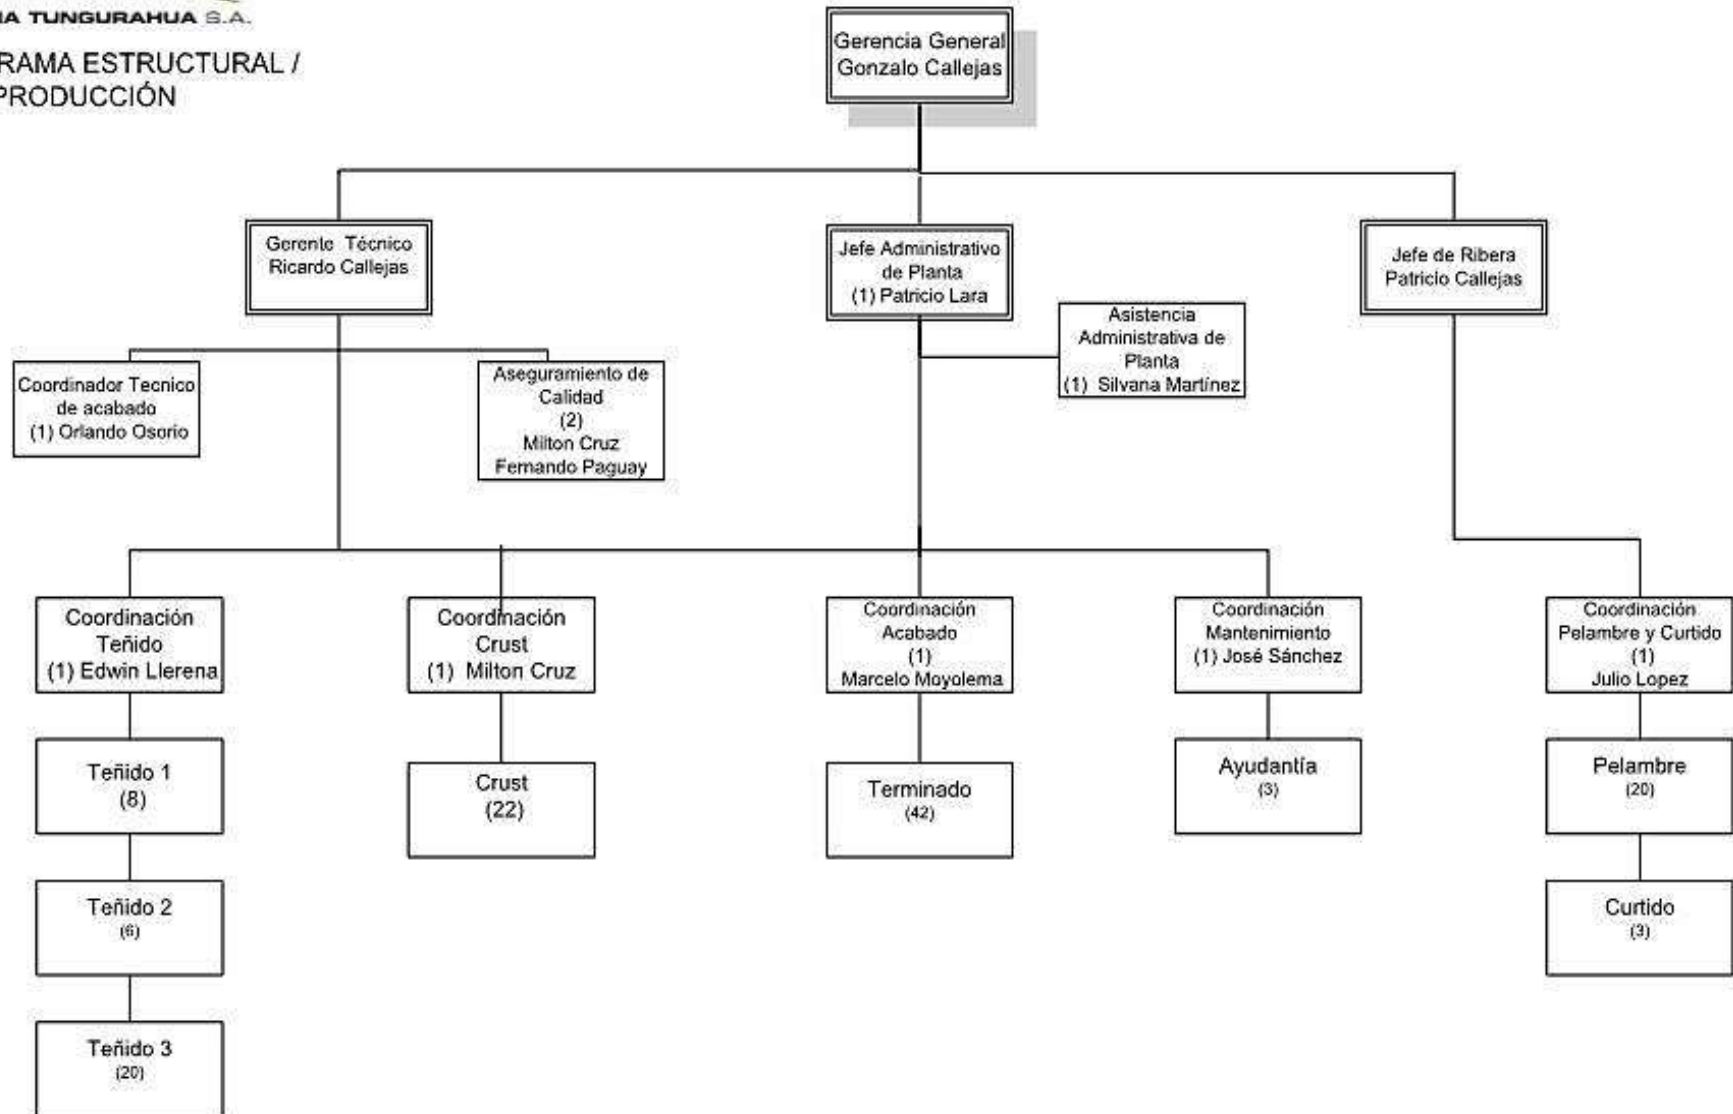 IA TUNGURAHUA S.A.
RAMA ESTRUCTURAL /
PRODUCCIÓN
Gerencia General
Gonzalo Callejas
Gerente Técnico
Ricardo Callejas
Jefe Administrativo
de Planta
(1) Patricio Lara
Jefe de Ribera
Patricio Callejas
Asistencia
Administrativa de
Planta
(1) Silvana Martínez
Coordinador Tecnico
de acabado
(1) Orlando Osorio
Aseguramiento de
Calidad
(2)
Milton Cruz
Fernando Paguay
Coordinación
Teñido
(1) Edwin Llerena
Coordinación
Crust
(1) Milton Cruz
Coordinación
Acabado
(1)
Marcelo Moyolema
Coordinación
Mantenimiento
(1) José Sánchez
Coordinación
Pelambre y Curtido
(1)
Julio Lopez
Teñido 1
(8)
Crust
(22)
Terminado
(42)
Ayudantía
(3)
Pelambre
(20)
Teñido 2
(6)
Curtido
(3)
Teñido 3
(20)